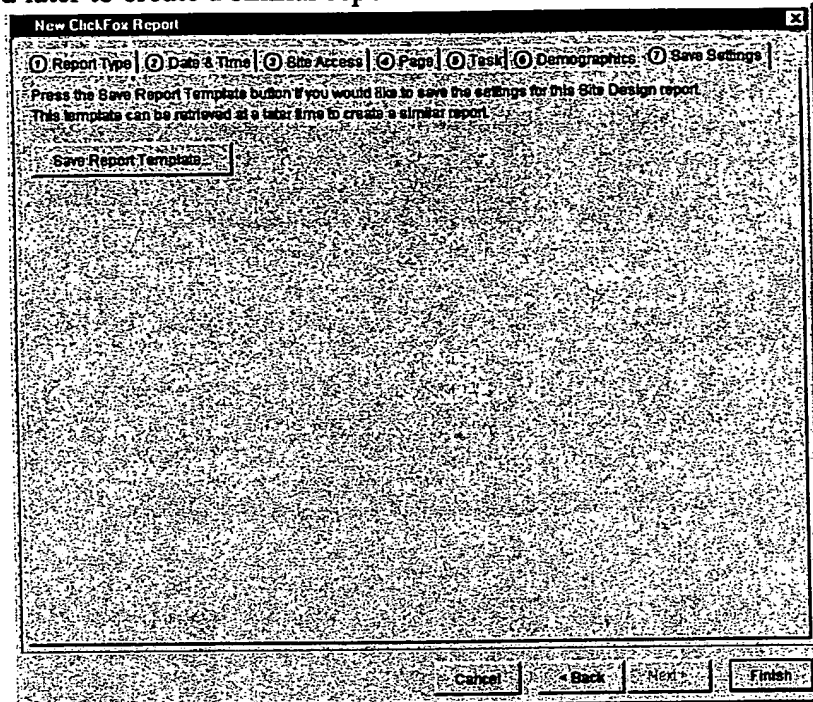 d later to create a similar repo
New ClickFox Report
① Report Type ② Date & Time ③ Site Access ④ Page ⑤ Task ⑥ Demographics ⑦ Save Settings
Press the Save Report Template button if you would like to save the settings for this Site Design report.
This template can be retrieved at a later time to create a similar report.
Save Report Template...
Cancel < Back Next > Finish